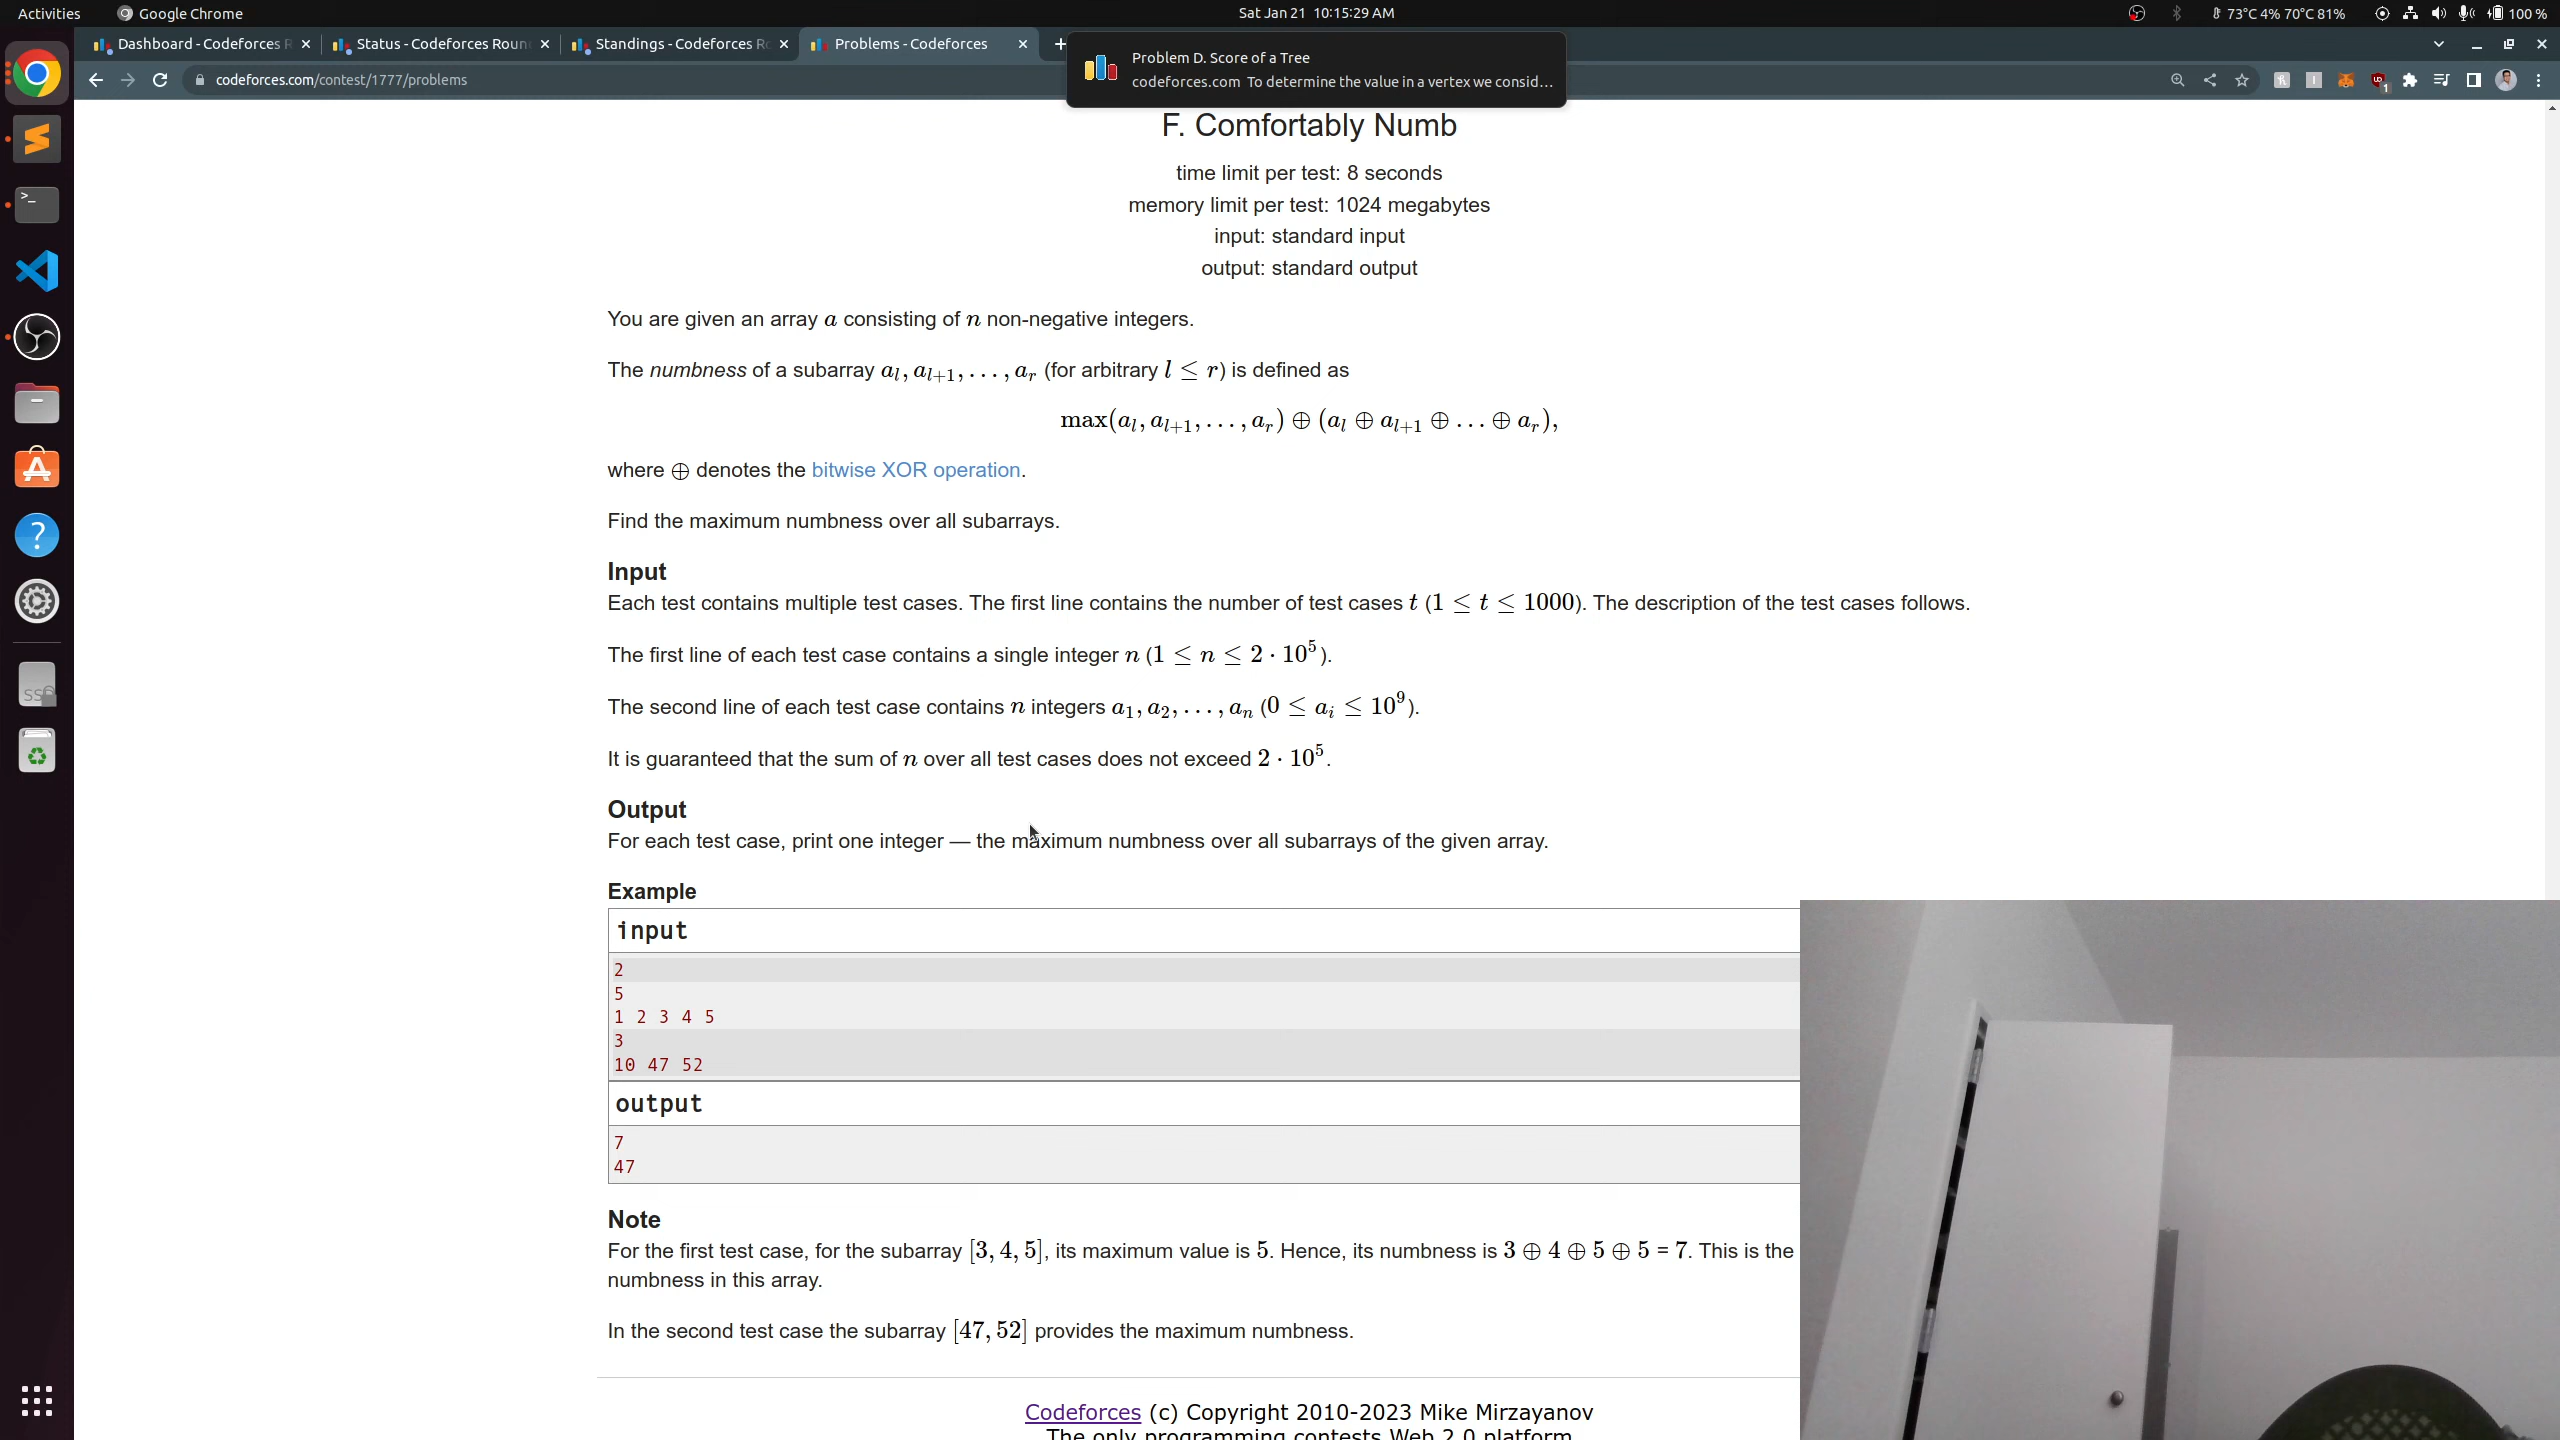 Activities Google Chrome Sat Jan 21 10:15:29 AM 73°C 4% 70°C 81% 100 %
Dashboard - Codeforces R Status - Codeforces Roun Standings - Codeforces Ro Problems - Codeforces
codeforces.com/contest/1777/problems
Problem D. Score of a Tree
codeforces.com To determine the value in a vertex we consid...
F. Comfortably Numb
time limit per test: 8 seconds
memory limit per test: 1024 megabytes
input: standard input
output: standard output
You are given an array a consisting of n non-negative integers.
The numbness of a subarray a_l, a_{l+1}, ..., a_r (for arbitrary l ≤ r) is defined as
max(a_l, a_{l+1}, ..., a_r) ⊕ (a_l ⊕ a_{l+1} ⊕ ... ⊕ a_r),
where ⊕ denotes the bitwise XOR operation.
Find the maximum numbness over all subarrays.
Input
Each test contains multiple test cases. The first line contains the number of test cases t (1 ≤ t ≤ 1000). The description of the test cases follows.
The first line of each test case contains a single integer n (1 ≤ n ≤ 2 · 10^5).
The second line of each test case contains n integers a_1, a_2, ..., a_n (0 ≤ a_i ≤ 10^9).
It is guaranteed that the sum of n over all test cases does not exceed 2 · 10^5.
Output
For each test case, print one integer — the maximum numbness over all subarrays of the given array.
Example
input
2
5
1 2 3 4 5
3
10 47 52
output
7
47
Note
For the first test case, for the subarray [3, 4, 5], its maximum value is 5. Hence, its numbness is 3 ⊕ 4 ⊕ 5 ⊕ 5 = 7. This is the
numbness in this array.
In the second test case the subarray [47, 52] provides the maximum numbness.
Codeforces (c) Copyright 2010-2023 Mike Mirzayanov
The only programming contests Web 2.0 platform